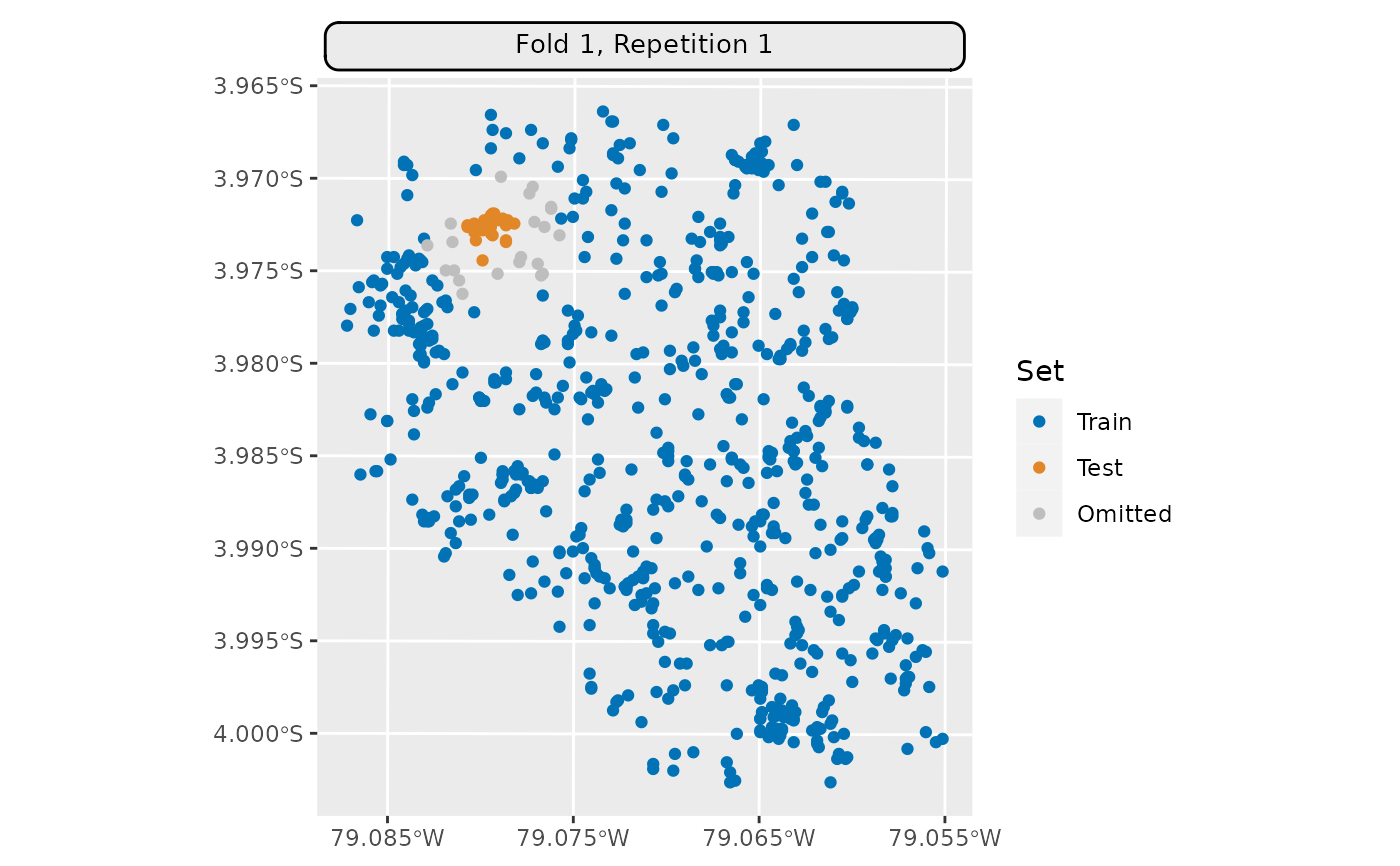 Fold 1, Repetition 1
3.965°S
3.970°S
3.975°S
3.980°S
3.985°S
3.990°S
3.995°S
4.000°S
79.085°W 79.075°W 79.065°W 79.055°W
Set
Train
Test
Omitted